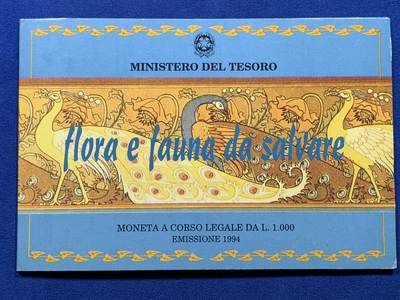 MINISTERO DEL TESORO
flora e fauna da salvare
MONETA A CORSO LEGALE DA L. 1.000
EMISSIONE 1994